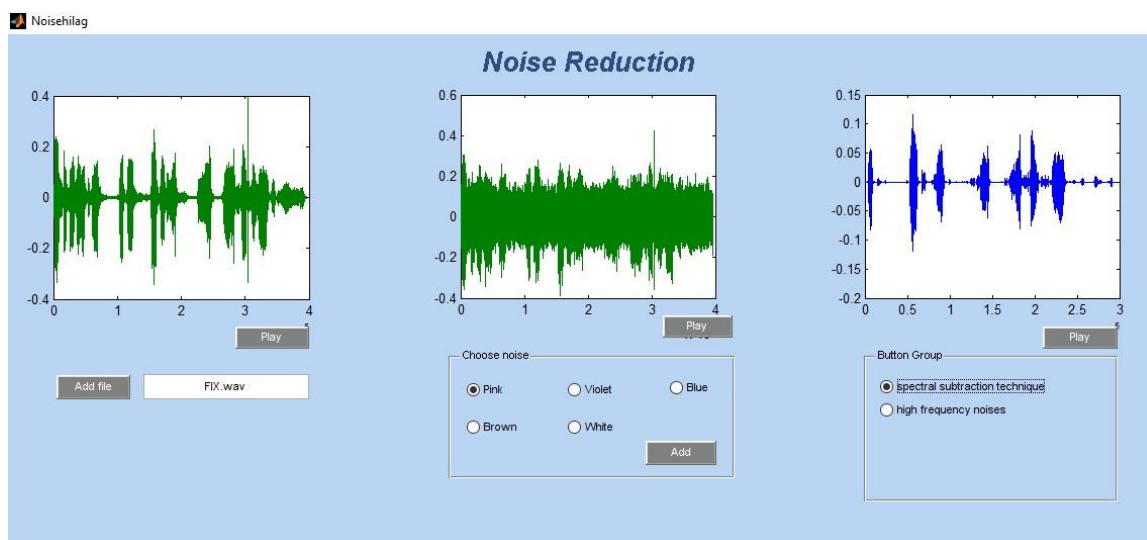 Noisehilag
Noise Reduction
0.4
0.2
0
-0.2
-0.4
0 1 2 3 4
Play
Add file
FIX.wav
0.6
0.4
0.2
0
-0.2
-0.4
0 1 2 3 4
Play
Choose noise
Pink Violet Blue
Brown White
Add
0.15
0.1
0.05
0
-0.05
-0.1
-0.15
-0.2
0 0.5 1 1.5 2 2.5 3
Play
Button Group
spectral subtraction technique
high frequency noises